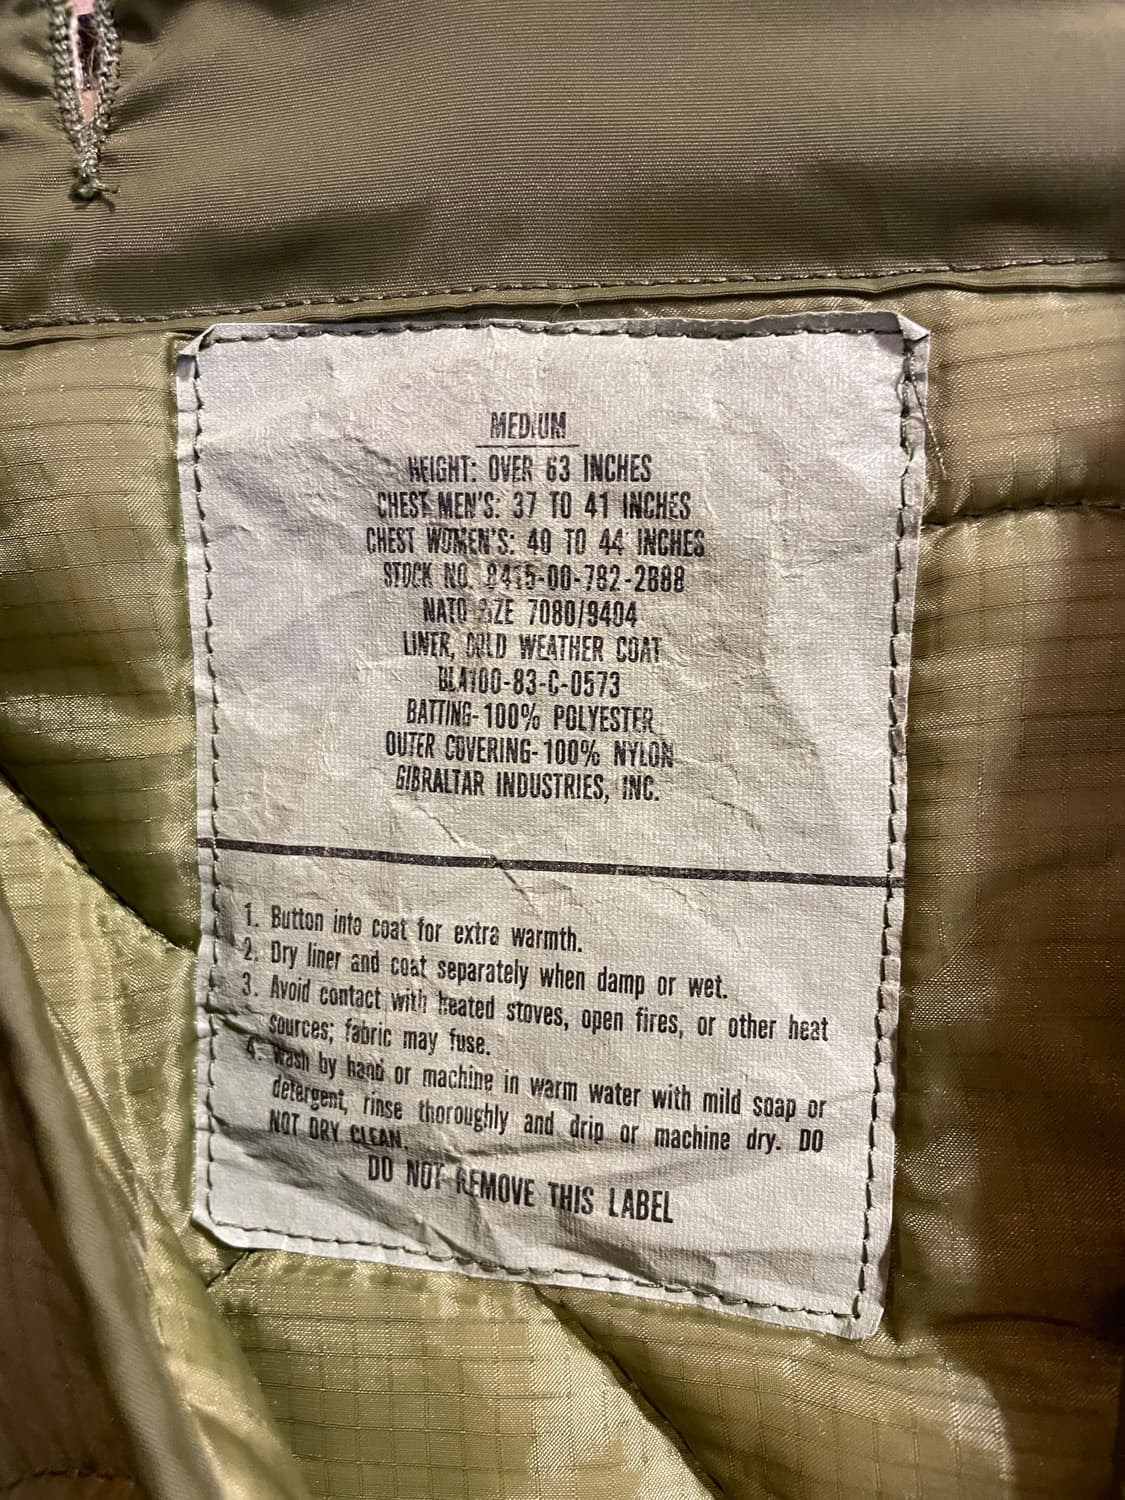 MEDIUM
HEIGHT: OVER 63 INCHES
CHEST MEN'S: 37 TO 41 INCHES
CHEST WOMEN'S: 40 TO 44 INCHES
STOCK NO. 8415-00-782-2888
NATO SIZE 7080/9404
LINER, COLD WEATHER COAT
DLA100-83-C-0573
BATTING-100% POLYESTER
OUTER COVERING-100% NYLON
GIBRALTAR INDUSTRIES, INC.
1. Button into coat for extra warmth.
2. Dry liner and coat separately when damp or wet.
3. Avoid contact with heated stoves, open fires, or other heat
sources; fabric may fuse.
4. Wash by hand or machine in warm water with mild soap or
detergent, rinse thoroughly and drip or machine dry. DO
NOT DRY CLEAN.
DO NOT REMOVE THIS LABEL